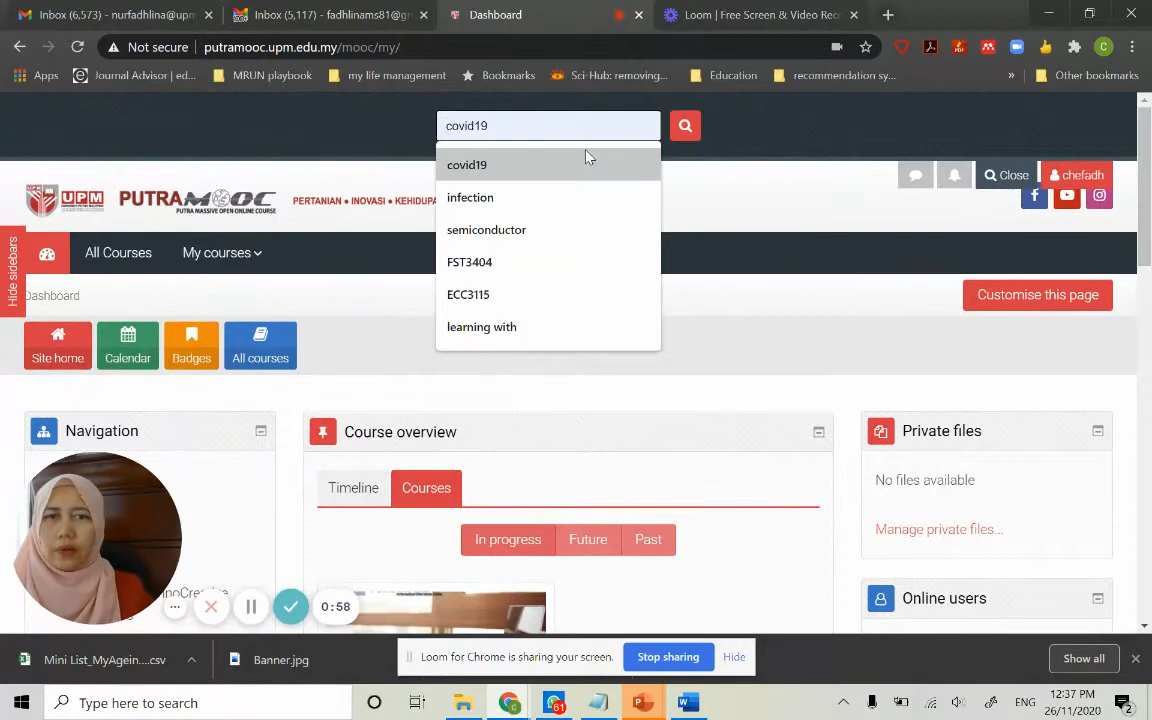 Inbox (6,573) - nurfadhlina@upm
Inbox (5,117) - fadhlinams81@gm
Dashboard
Loom | Free Screen & Video Reco
Not secure
putramooc.upm.edu.my/mooc/my/
C
Apps
Journal Advisor | ed...
MRUN playbook
my life management
Bookmarks
Sci-Hub: removing...
Education
recommendation sy...
»
Other bookmarks
covid19
covid19
infection
semiconductor
FST3404
ECC3115
learning with
Close
chefadh
UPM
PUTRAMOOC
PUTRA MASSIVE OPEN ONLINE COURSE
PERTANIAN • INOVASI • KEHIDUPA
Hide sidebars
All Courses
My courses
Dashboard
Customise this page
Site home
Calendar
Badges
All courses
Navigation
Course overview
Private files
Timeline
Courses
No files available
In progress
Future
Past
Manage private files...
Online users
0:58
Loom for Chrome is sharing your screen.
Stop sharing
Hide
Mini List_MyAgein....csv
Banner.jpg
Show all
Type here to search
61
ENG
12:37 PM
26/11/2020
2